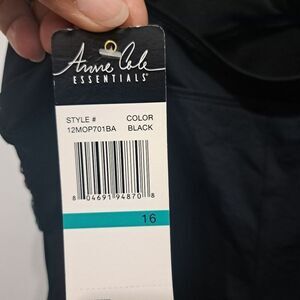 Anne Cole
ESSENTIALS®
STYLE # COLOR
12MOP701BA BLACK
8 04691 94870 8
16